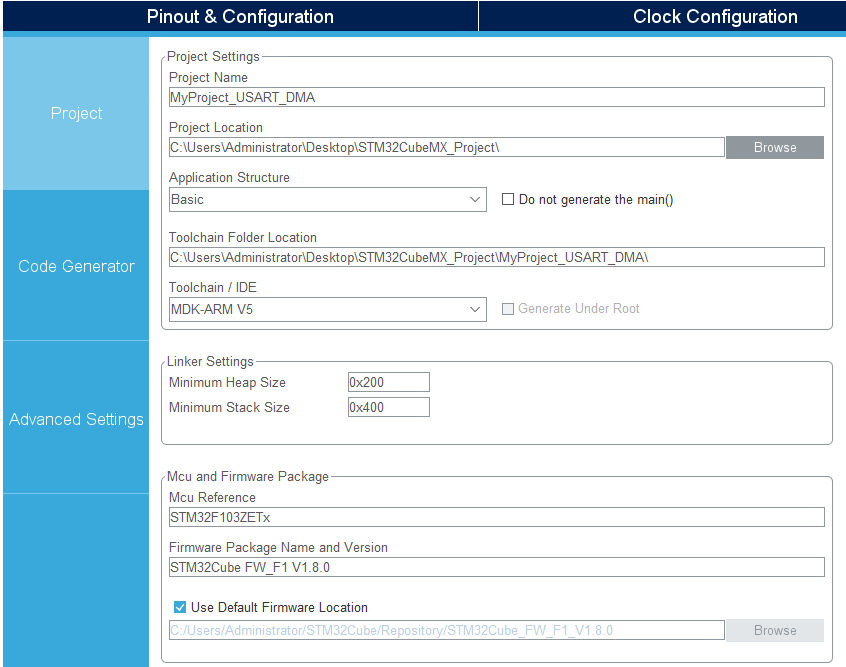 Pinout & Configuration
Clock Configuration
Project
Code Generator
Advanced Settings
Project Settings
Project Name
MyProject_USART_DMA
Project Location
C:\Users\Administrator\Desktop\STM32CubeMX_Project\
Browse
Application Structure
Basic
Do not generate the main()
Toolchain Folder Location
C:\Users\Administrator\Desktop\STM32CubeMX_Project\MyProject_USART_DMA\
Toolchain / IDE
MDK-ARM V5
Generate Under Root
Linker Settings
Minimum Heap Size
0x200
Minimum Stack Size
0x400
Mcu and Firmware Package
Mcu Reference
STM32F103ZETx
Firmware Package Name and Version
STM32Cube FW_F1 V1.8.0
Use Default Firmware Location
C:/Users/Administrator/STM32Cube/Repository/STM32Cube_FW_F1_V1.8.0
Browse